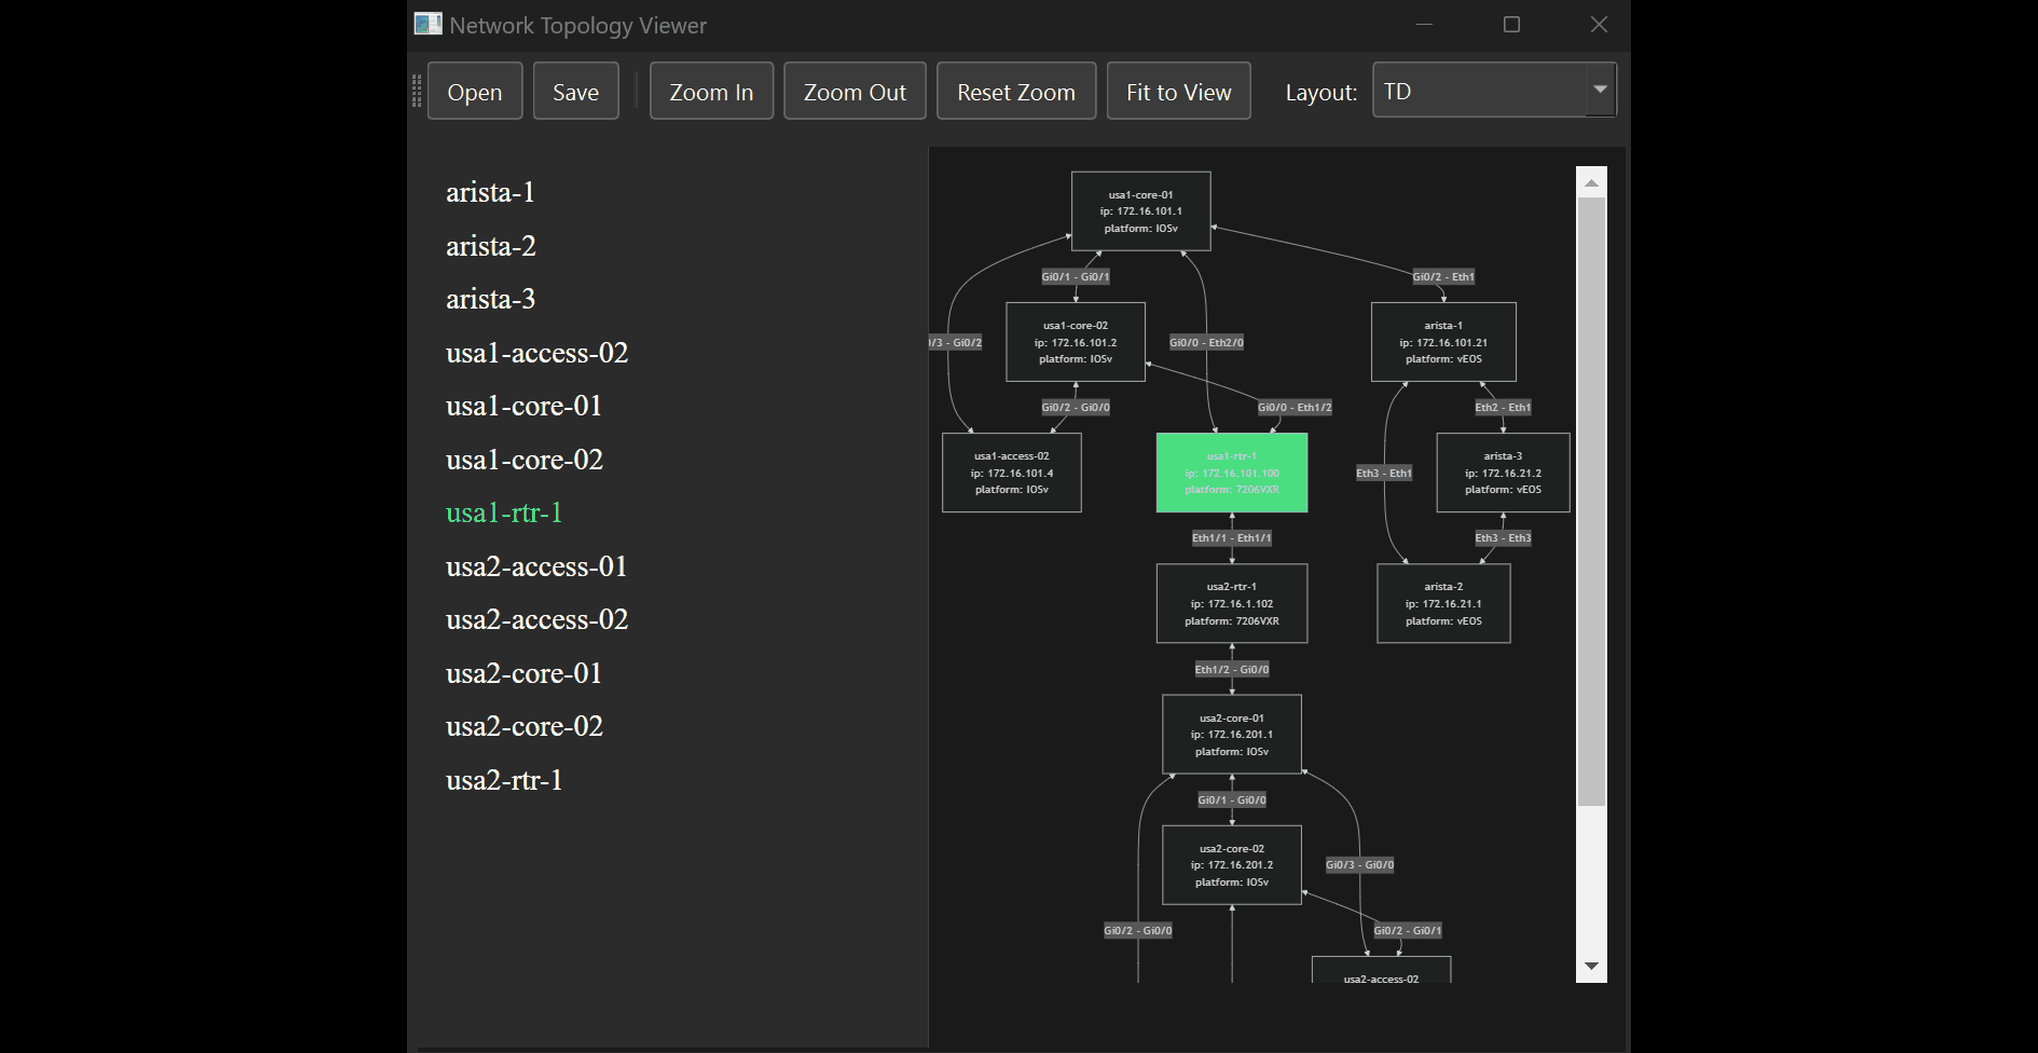 Network Topology Viewer
Open Save Zoom In Zoom Out Reset Zoom Fit to View Layout: TD
arista-1
arista-2
arista-3
usa1-access-02
usa1-core-01
usa1-core-02
usa1-rtr-1
usa2-access-01
usa2-access-02
usa2-core-01
usa2-core-02
usa2-rtr-1
usa1-core-01
ip: 172.16.101.1
platform: IOSv
Gi0/1 - Gi0/1
Gi0/2 - Eth1
usa1-core-02
ip: 172.16.101.2
platform: IOSv
arista-1
ip: 172.16.101.21
platform: vEOS
/3 - Gi0/2
Gi0/0 - Eth2/0
Gi0/2 - Gi0/0
Gi0/0 - Eth1/2
Eth2 - Eth1
usa1-access-02
ip: 172.16.101.4
platform: IOSv
usa1-rtr-1
ip: 172.16.101.100
platform: 7206VXR
Eth3 - Eth1
arista-3
ip: 172.16.21.2
platform: vEOS
Eth1/1 - Eth1/1
Eth3 - Eth3
usa2-rtr-1
ip: 172.16.1.102
platform: 7206VXR
arista-2
ip: 172.16.21.1
platform: vEOS
Eth1/2 - Gi0/0
usa2-core-01
ip: 172.16.201.1
platform: IOSv
Gi0/1 - Gi0/0
usa2-core-02
ip: 172.16.201.2
platform: IOSv
Gi0/3 - Gi0/0
Gi0/2 - Gi0/0
Gi0/2 - Gi0/1
usa2-access-02